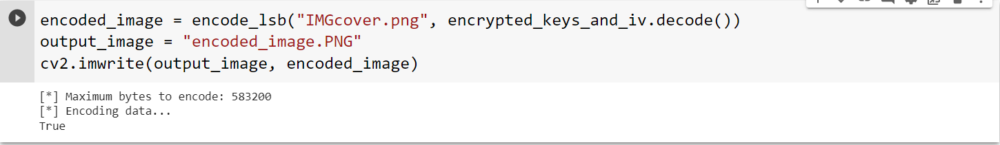 encoded_image = encode_lsb("IMGcover.png", encrypted_keys_and_iv.decode())
output_image = "encoded_image.PNG"
cv2.imwrite(output_image, encoded_image)
[*] Maximum bytes to encode: 583200
[*] Encoding data...
True